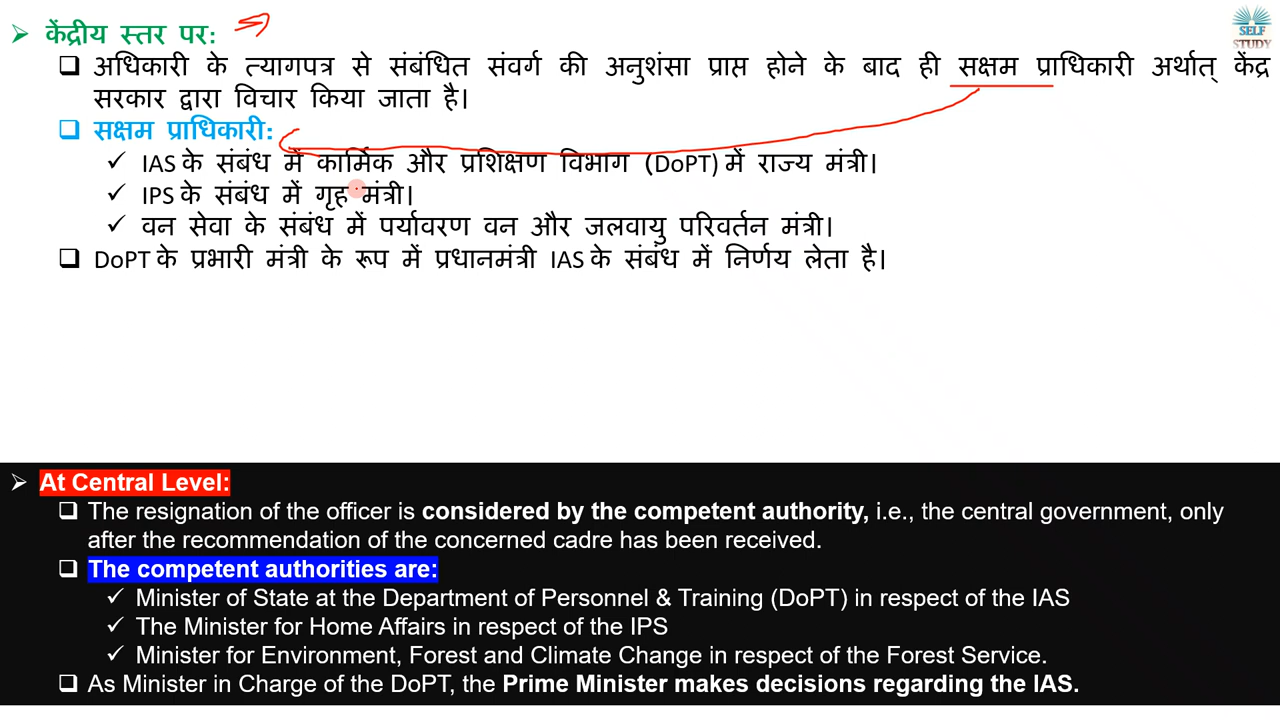 ➢ केंद्रीय स्तर पर:
SELF
STUDY
❑ अधिकारी के त्यागपत्र से संबंधित संवर्ग की अनुशंसा प्राप्त होने के बाद ही सक्षम प्राधिकारी अर्थात् केंद्र
सरकार द्वारा विचार किया जाता है।
❑ सक्षम प्राधिकारी:
✓ IAS के संबंध में कार्मिक और प्रशिक्षण विभाग (DoPT) में राज्य मंत्री।
✓ IPS के संबंध में गृह मंत्री।
✓ वन सेवा के संबंध में पर्यावरण वन और जलवायु परिवर्तन मंत्री।
❑ DoPT के प्रभारी मंत्री के रूप में प्रधानमंत्री IAS के संबंध में निर्णय लेता है।
➢ At Central Level:
❑ The resignation of the officer is considered by the competent authority, i.e., the central government, only
after the recommendation of the concerned cadre has been received.
❑ The competent authorities are:
✓ Minister of State at the Department of Personnel & Training (DoPT) in respect of the IAS
✓ The Minister for Home Affairs in respect of the IPS
✓ Minister for Environment, Forest and Climate Change in respect of the Forest Service.
❑ As Minister in Charge of the DoPT, the Prime Minister makes decisions regarding the IAS.